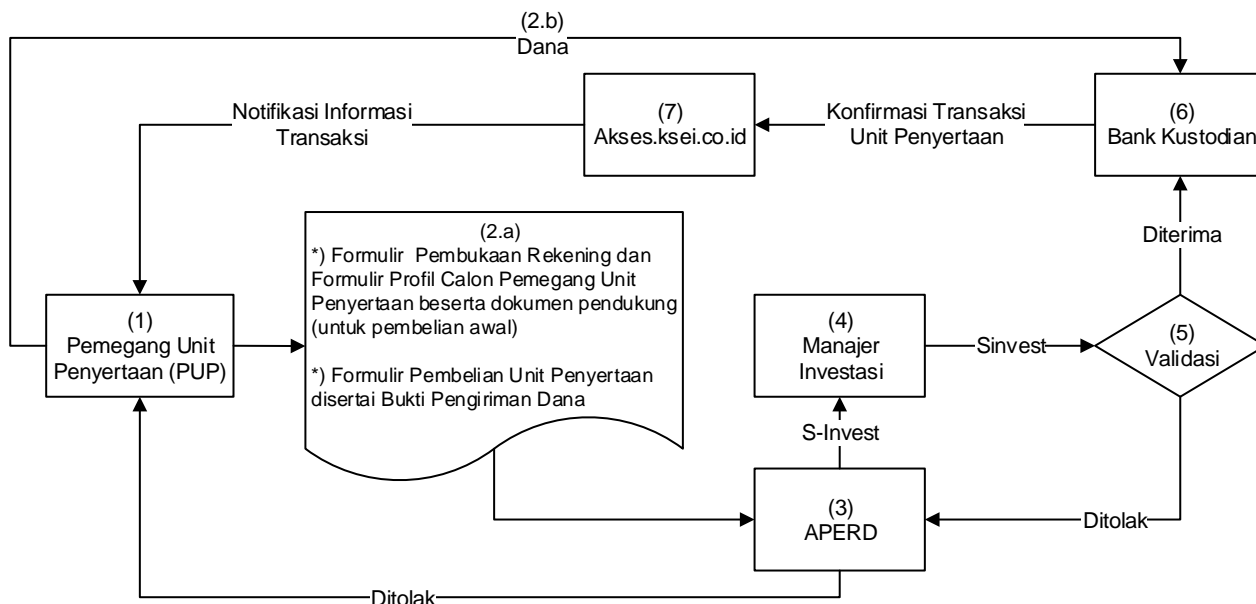 (2.b)
Dana
Notifikasi Informasi
Transaksi
(7)
Akses.ksei.co.id
Konfirmasi Transaksi
Unit Penyertaan
(6)
Bank Kustodian
(2.a)
*) Formulir Pembukaan Rekening dan
Formulir Profil Calon Pemegang Unit
Penyertaan beserta dokumen pendukung
(untuk pembelian awal)
*) Formulir Pembelian Unit Penyertaan
disertai Bukti Pengiriman Dana
Diterima
(1)
Pemegang Unit
Penyertaan (PUP)
(4)
Manajer
Investasi
Sinvest
(5)
Validasi
S-Invest
(3)
APERD
Ditolak
Ditolak